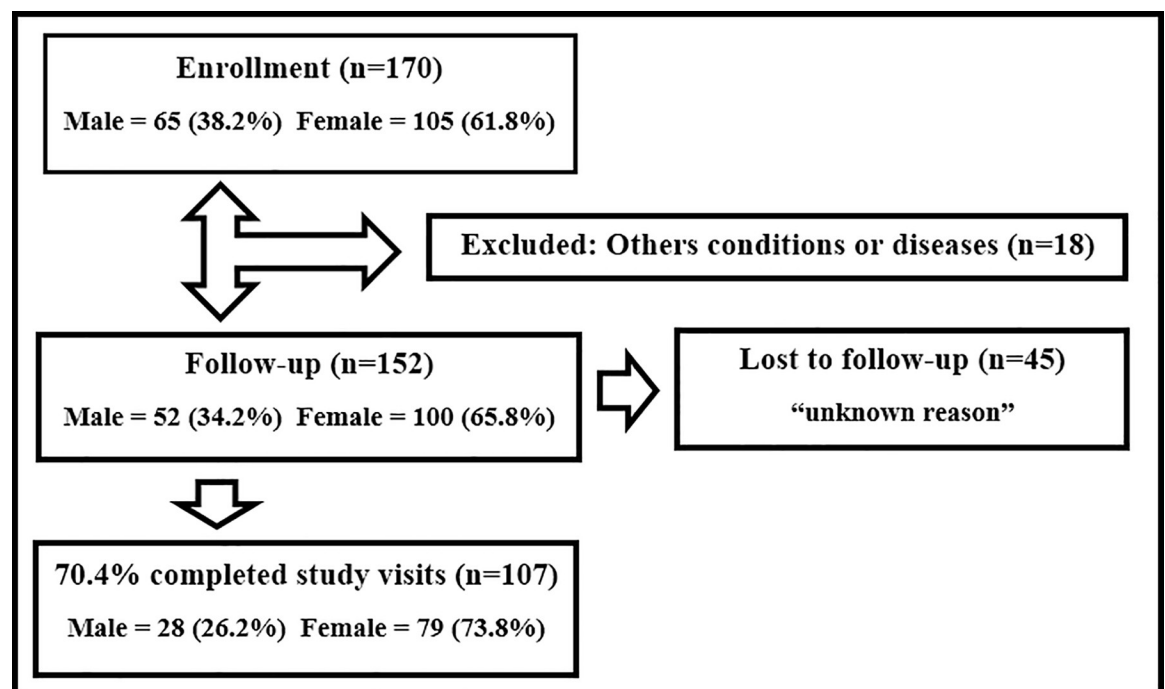 Enrollment (n=170)
Male = 65 (38.2%) Female = 105 (61.8%)
Excluded: Others conditions or diseases (n=18)
Follow-up (n=152)
Male = 52 (34.2%) Female = 100 (65.8%)
Lost to follow-up (n=45)
“unknown reason”
70.4% completed study visits (n=107)
Male = 28 (26.2%) Female = 79 (73.8%)